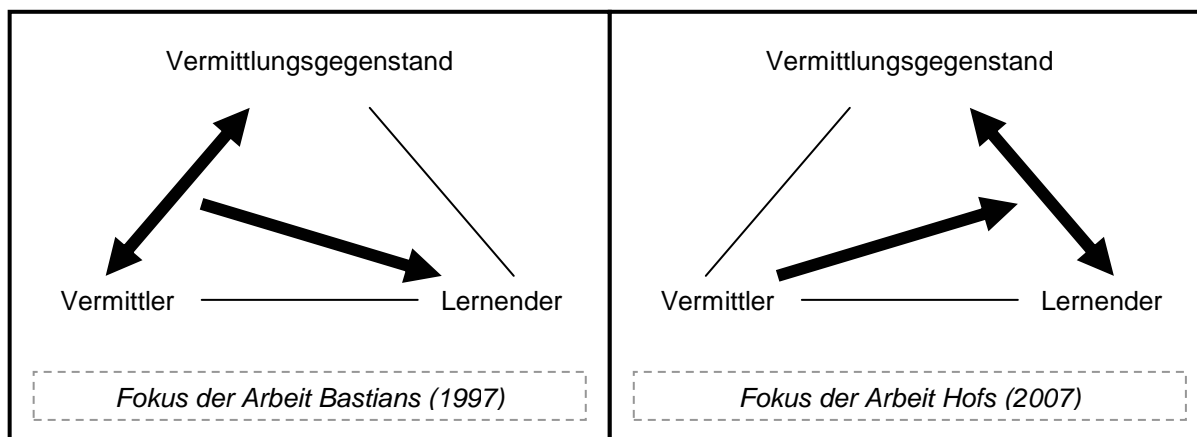 Vermittlungsgegenstand
Vermittler
Lernender
Fokus der Arbeit Bastians (1997)
Vermittlungsgegenstand
Vermittler
Lernender
Fokus der Arbeit Hofs (2007)